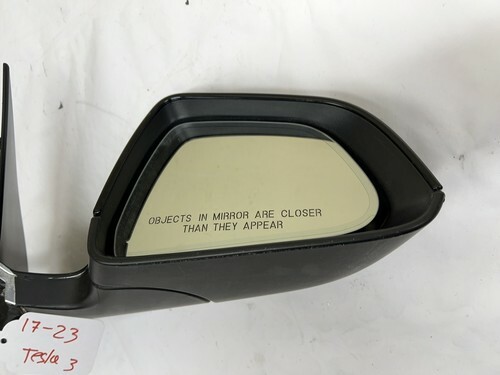 OBJECTS IN MIRROR ARE CLOSER
THAN THEY APPEAR
17-23
Tesla 3